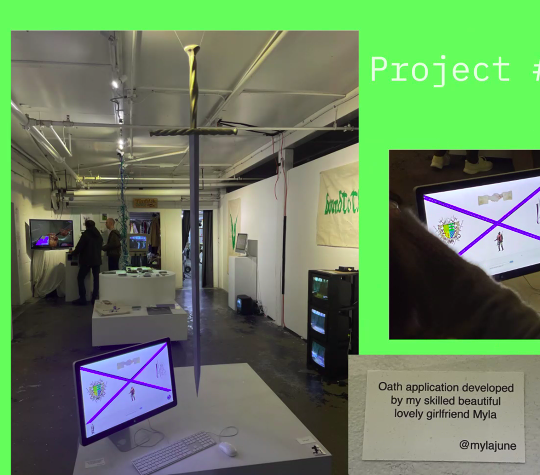 Project #
Oath application developed
by my skilled beautiful
lovely girlfriend Myla
@mylajune